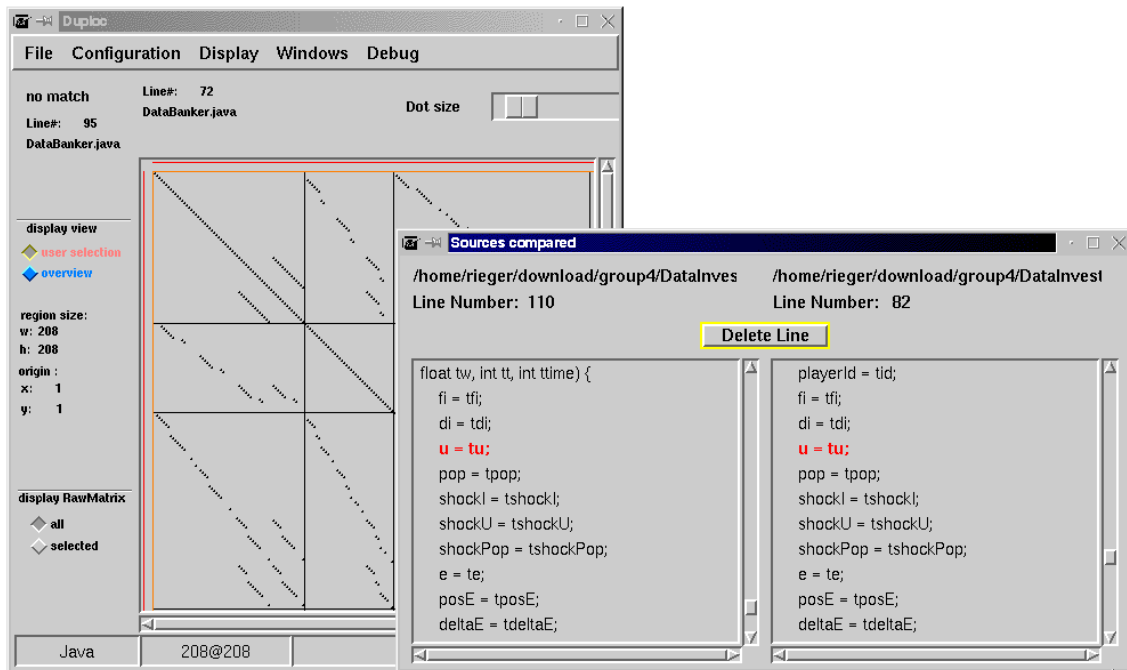 Duploc
File Configuration Display Windows Debug
no match
Line#: 95
DataBanker.java
Line#: 72
DataBanker.java
Dot size
display view
user selection
overview
region size:
w: 208
h: 208
origin :
x: 1
y: 1
display RawMatrix
all
selected
Java
208@208
Sources compared
/home/rieger/download/group4/DataInves
Line Number: 110
/home/rieger/download/group4/DataInvest
Line Number: 82
Delete Line
float tw, int tt, int ttime) {
fi = tfi;
di = tdi;
u = tu;
pop = tpop;
shockI = tshockI;
shockU = tshockU;
shockPop = tshockPop;
e = te;
posE = tposE;
deltaE = tdeltaE;
playerId = tid;
fi = tfi;
di = tdi;
u = tu;
pop = tpop;
shockI = tshockI;
shockU = tshockU;
shockPop = tshockPop;
e = te;
posE = tposE;
deltaE = tdeltaE;